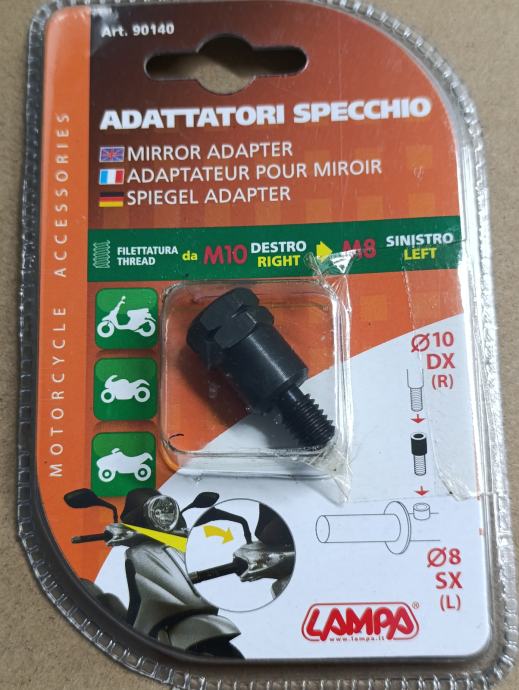 Art. 90140
ADATTATORI SPECCHIO
MIRROR ADAPTER
ADAPTATEUR POUR MIROIR
SPIEGEL ADAPTER
FILETTATURA
THREAD
da M10 DESTRO
RIGHT
M8 SINISTRO
LEFT
MOTORCYCLE ACCESSORIES
Ø10
DX
(R)
Ø8
SX
(L)
LAMPA®
www.lampa.it